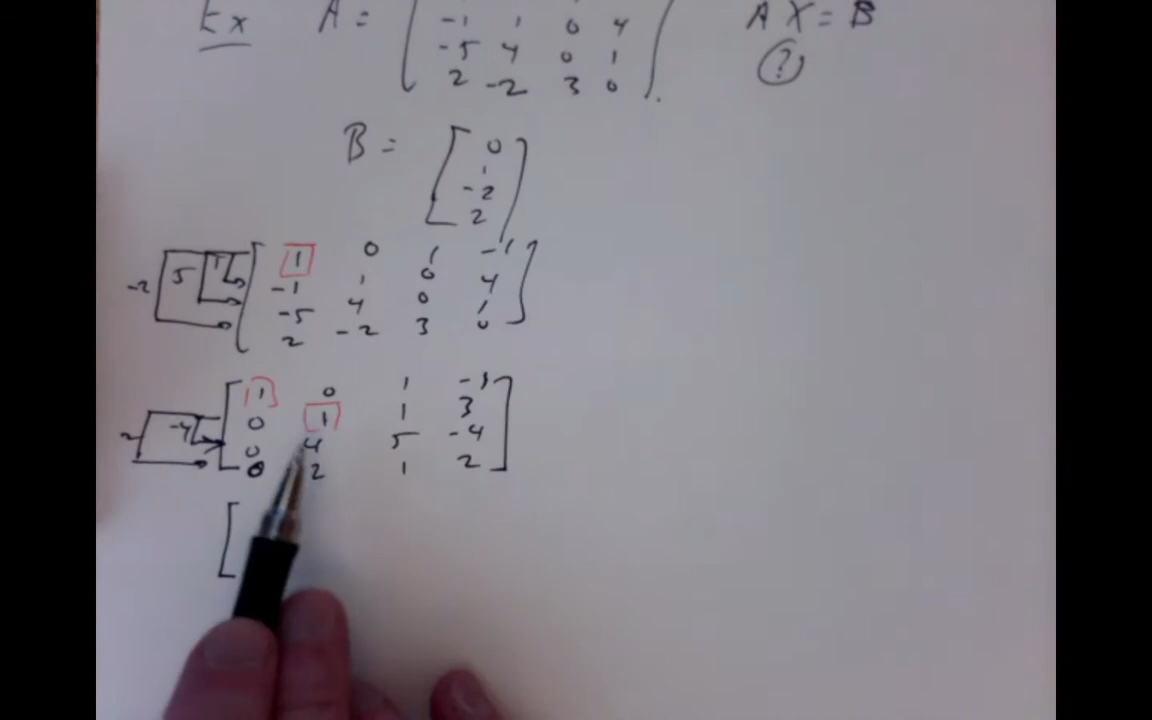 Ex A = -1 1 0 4 A X = B
-5 4 0 1 ?
2 -2 3 0 .
B = 0
1
-2
2
1 0 1 -1
-2 5 1 -1 1 0 4
-5 4 0 1
2 -2 3 0
1 0 1 -1
0 1 1 3
2 -4 0 4 5 -4
0 2 1 2